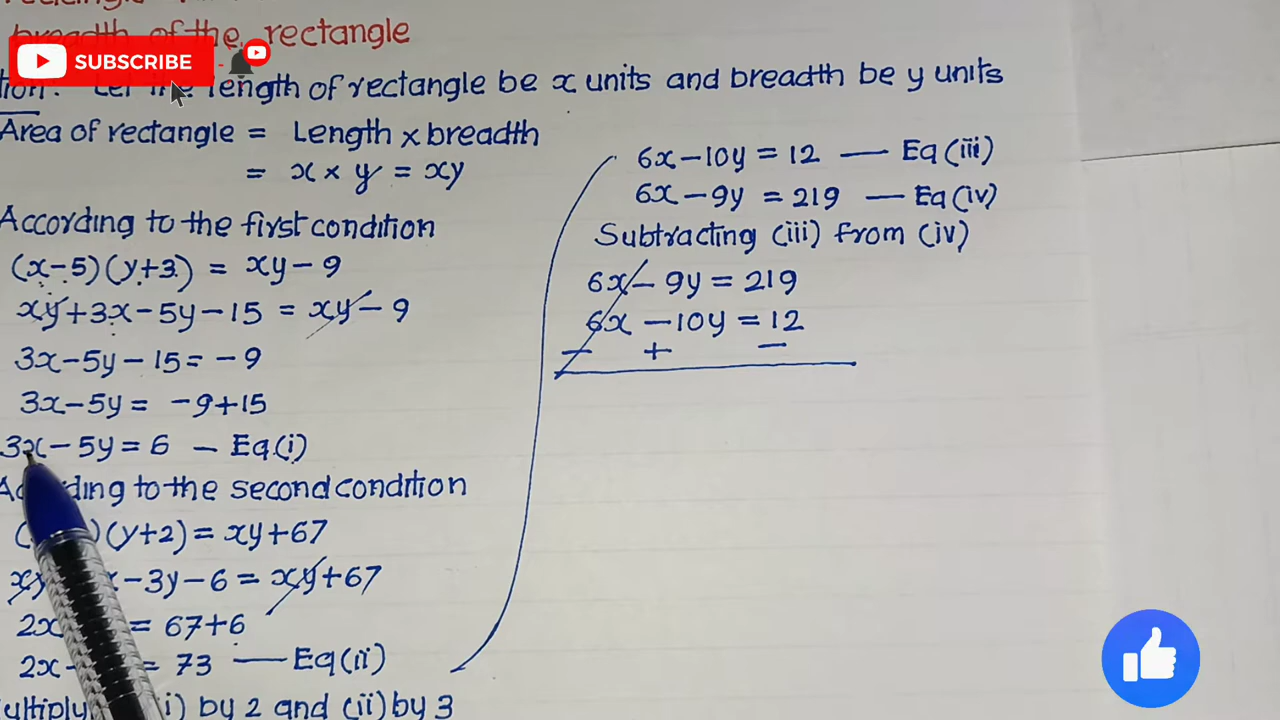 breadth of the rectangle
SUBSCRIBE
length of rectangle be x units and breadth be y units
Area of rectangle = Length × breadth
= x × y = xy
According to the first condition
(x-5)(y+3) = xy-9
xy+3x-5y-15 = xy-9
3x-5y-15 = -9
3x-5y = -9+15
3x-5y = 6 — Eq(i)
to the second condition
(y+2) = xy+67
-3y-6 = xy+67
2x = 67+6
2x- = 73 — Eq(ii)
i) by 2 and (ii) by 3
6x-10y = 12 — Eq(iii)
6x-9y = 219 — Eq(iv)
Subtracting (iii) from (iv)
6x-9y = 219
6x-10y = 12
- + -